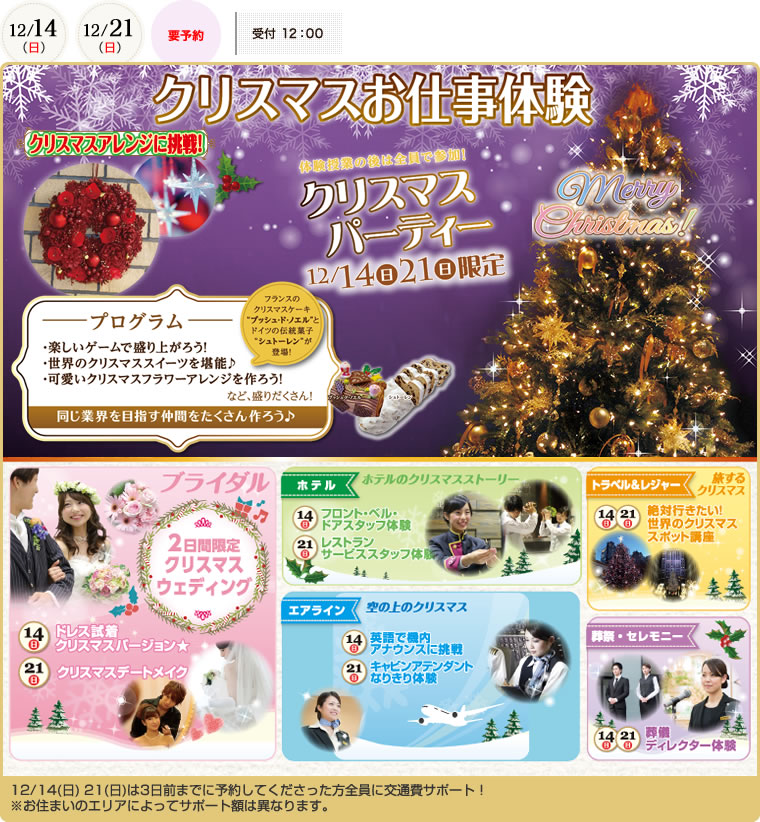 12/14
(日)
12/21
(日)
要予約
受付 12:00
クリスマスお仕事体験
クリスマスアレンジに挑戦!
体験授業の後は全員で参加!
クリスマス
パーティー
12/14日21日限定
Merry
Christmas!
プログラム
・楽しいゲームで盛り上がろう!
・世界のクリスマススイーツを堪能♪
・可愛いクリスマスフラワーアレンジを作ろう!
など、盛りだくさん!
同じ業界を目指す仲間をたくさん作ろう♪
フランスの
クリスマスケーキ
“ブッシュ・ド・ノエル”と
ドイツの伝統菓子
“シュトーレン”が
登場!
ブッシュ・ド・ノエル
シュトーレン
ブライダル
2日間限定
クリスマス
ウェディング
14日
ドレス試着
クリスマスバージョン★
21日
クリスマスデートメイク
ホテル
ホテルのクリスマスストーリー
14日
フロント・ベル・
ドアスタッフ体験
21日
レストラン
サービススタッフ体験
エアライン
空の上のクリスマス
14日
英語で機内
アナウンスに挑戦
21日
キャビンアテンダント
なりきり体験
トラベル&レジャー
旅する
クリスマス
14日 21日
絶対行きたい!
世界のクリスマス
スポット講座
葬祭・セレモニー
14日 21日
葬儀
ディレクター体験
12/14(日) 21(日)は3日前までに予約してくださった方全員に交通費サポート!
※お住まいのエリアによってサポート額は異なります。